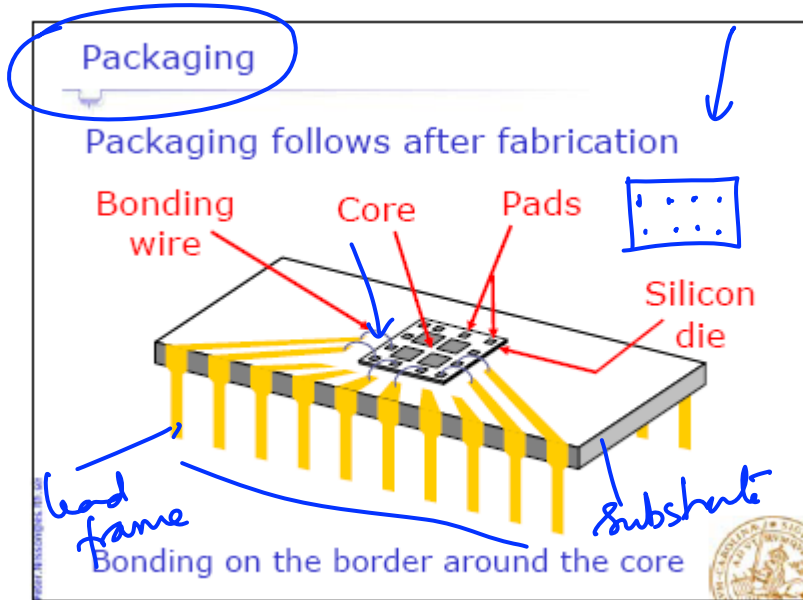 Packaging
Packaging follows after fabrication
Bonding
wire
Core
Pads
Silicon
die
lead
frame
substrate
Bonding on the border around the core